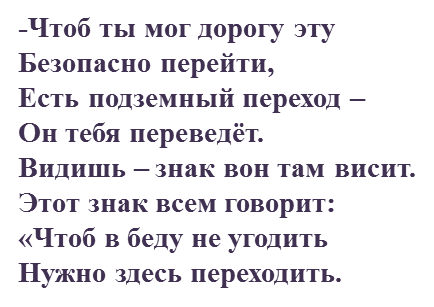 -Чтоб ты мог дорогу эту
Безопасно перейти,
Есть подземный переход –
Он тебя переведёт.
Видишь – знак вон там висит.
Этот знак всем говорит:
«Чтоб в беду не угодить
Нужно здесь переходить.